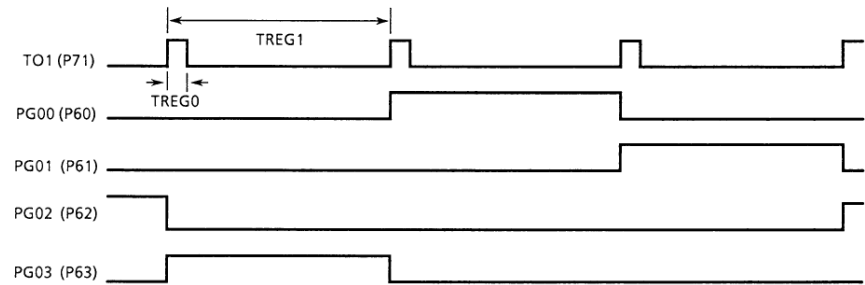 TREG1
TO1 (P71)
TREG0
PG00 (P60)
PG01 (P61)
PG02 (P62)
PG03 (P63)